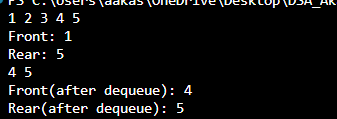 PS C:\Users\aakas\OneDrive\Desktop\DSA_Ak
1 2 3 4 5
Front: 1
Rear: 5
4 5
Front(after dequeue): 4
Rear(after dequeue): 5